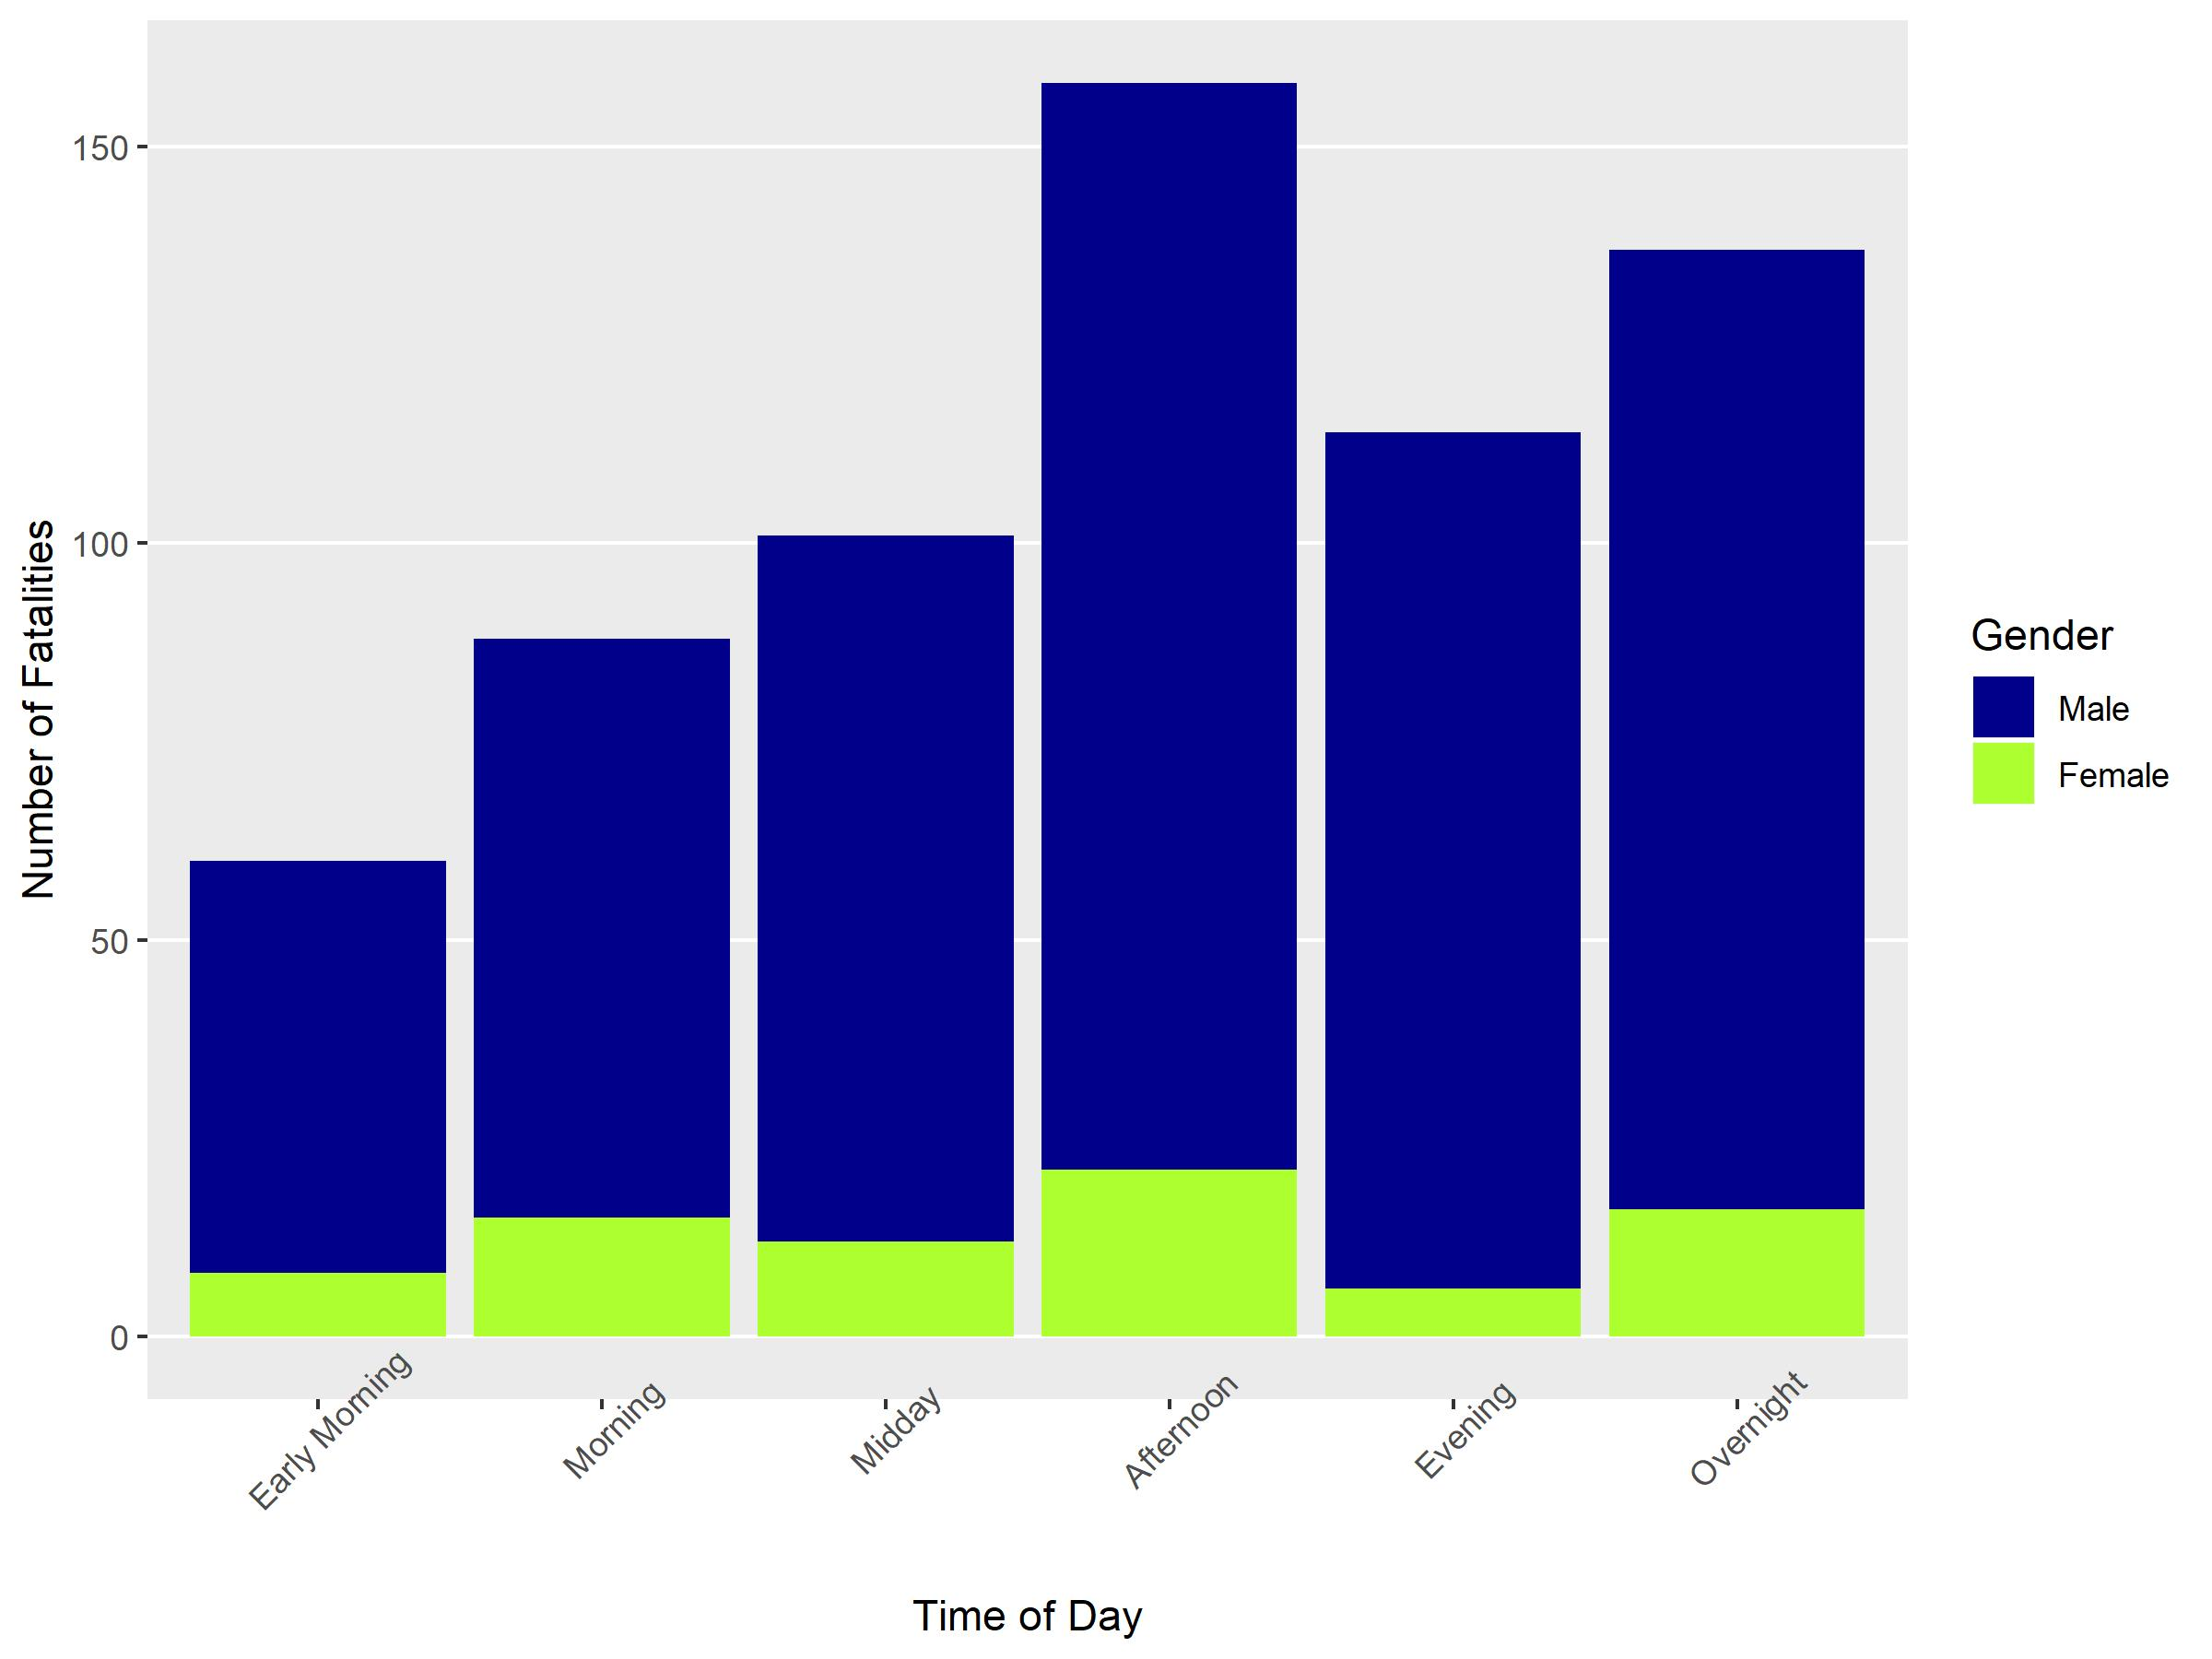 Number of Fatalities
150
100
50
0
Early Morning
Morning
Midday
Afternoon
Evening
Overnight
Time of Day
Gender
Male
Female